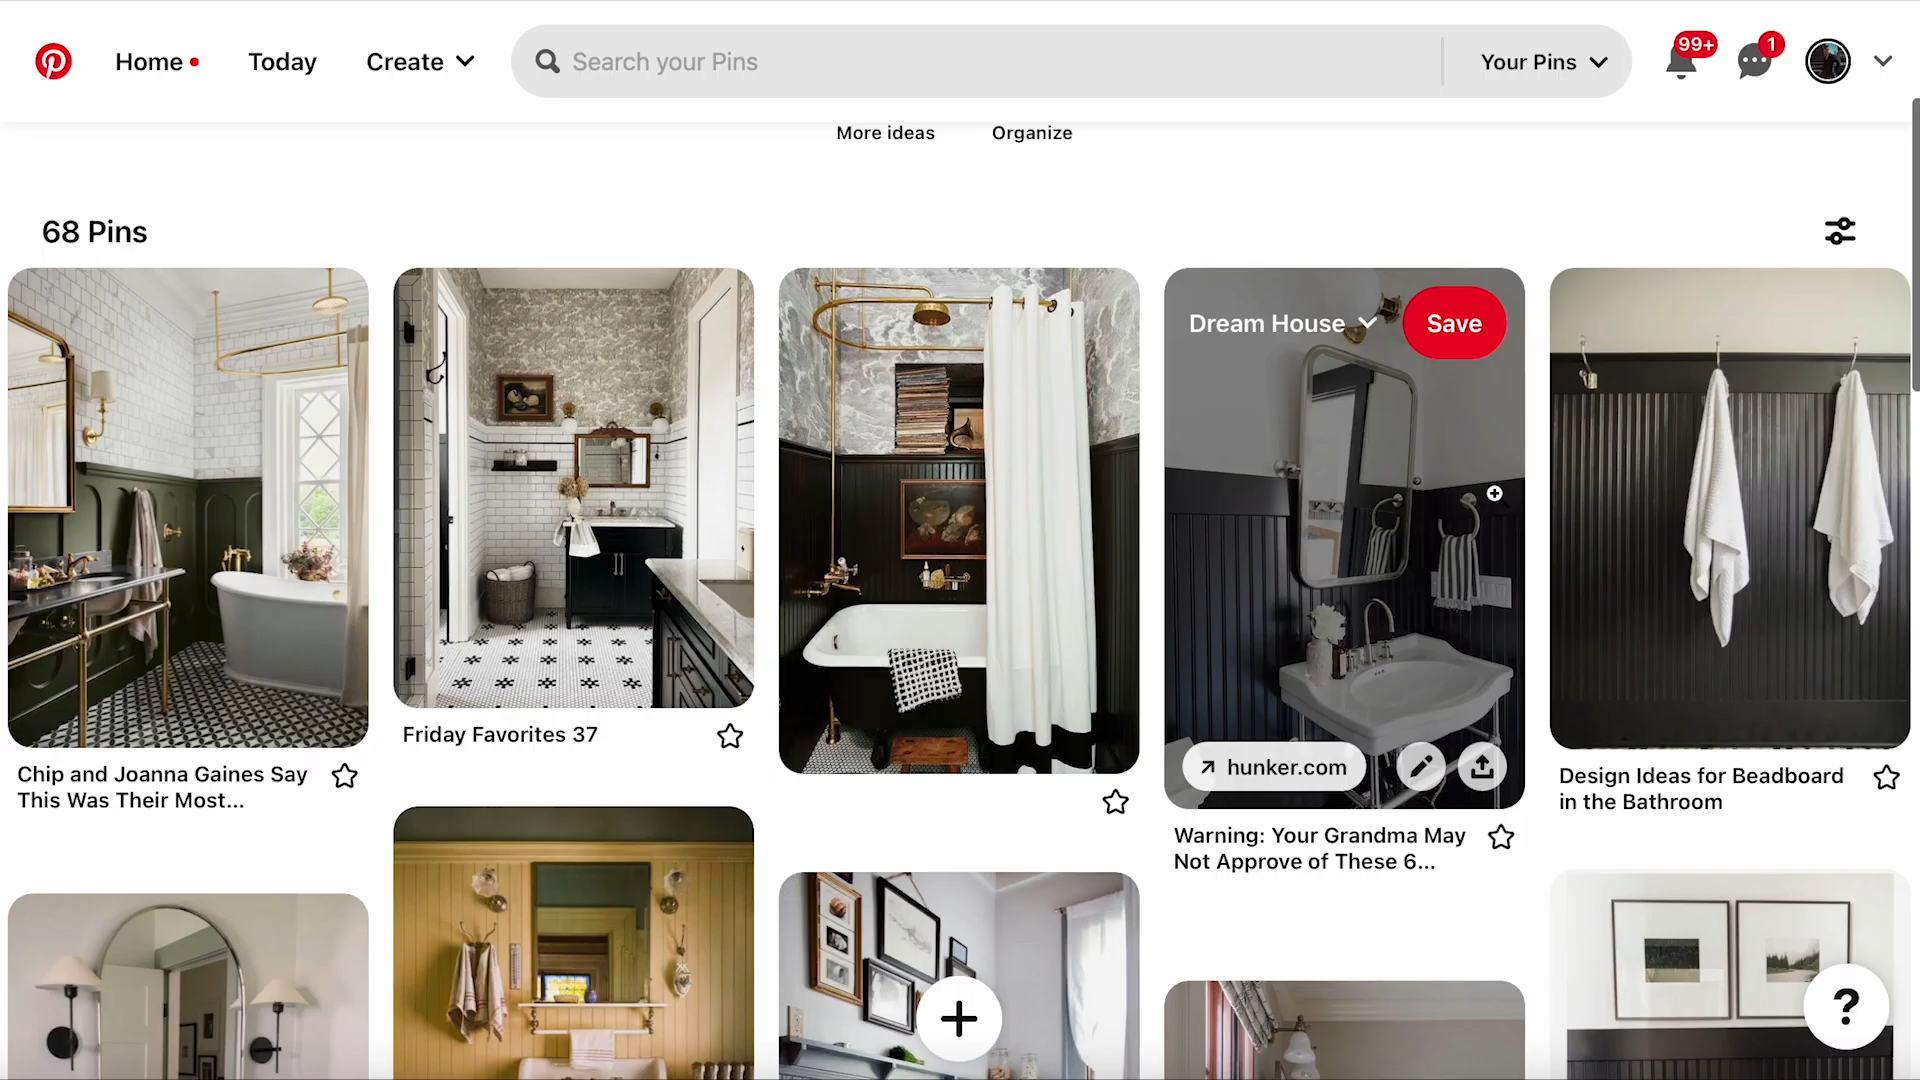 Home
Today
Create
Search your Pins
Your Pins
99+
1
More ideas
Organize
68 Pins
Dream House
Save
hunker.com
Chip and Joanna Gaines Say
This Was Their Most...
Friday Favorites 37
Warning: Your Grandma May
Not Approve of These 6...
Design Ideas for Beadboard
in the Bathroom
?